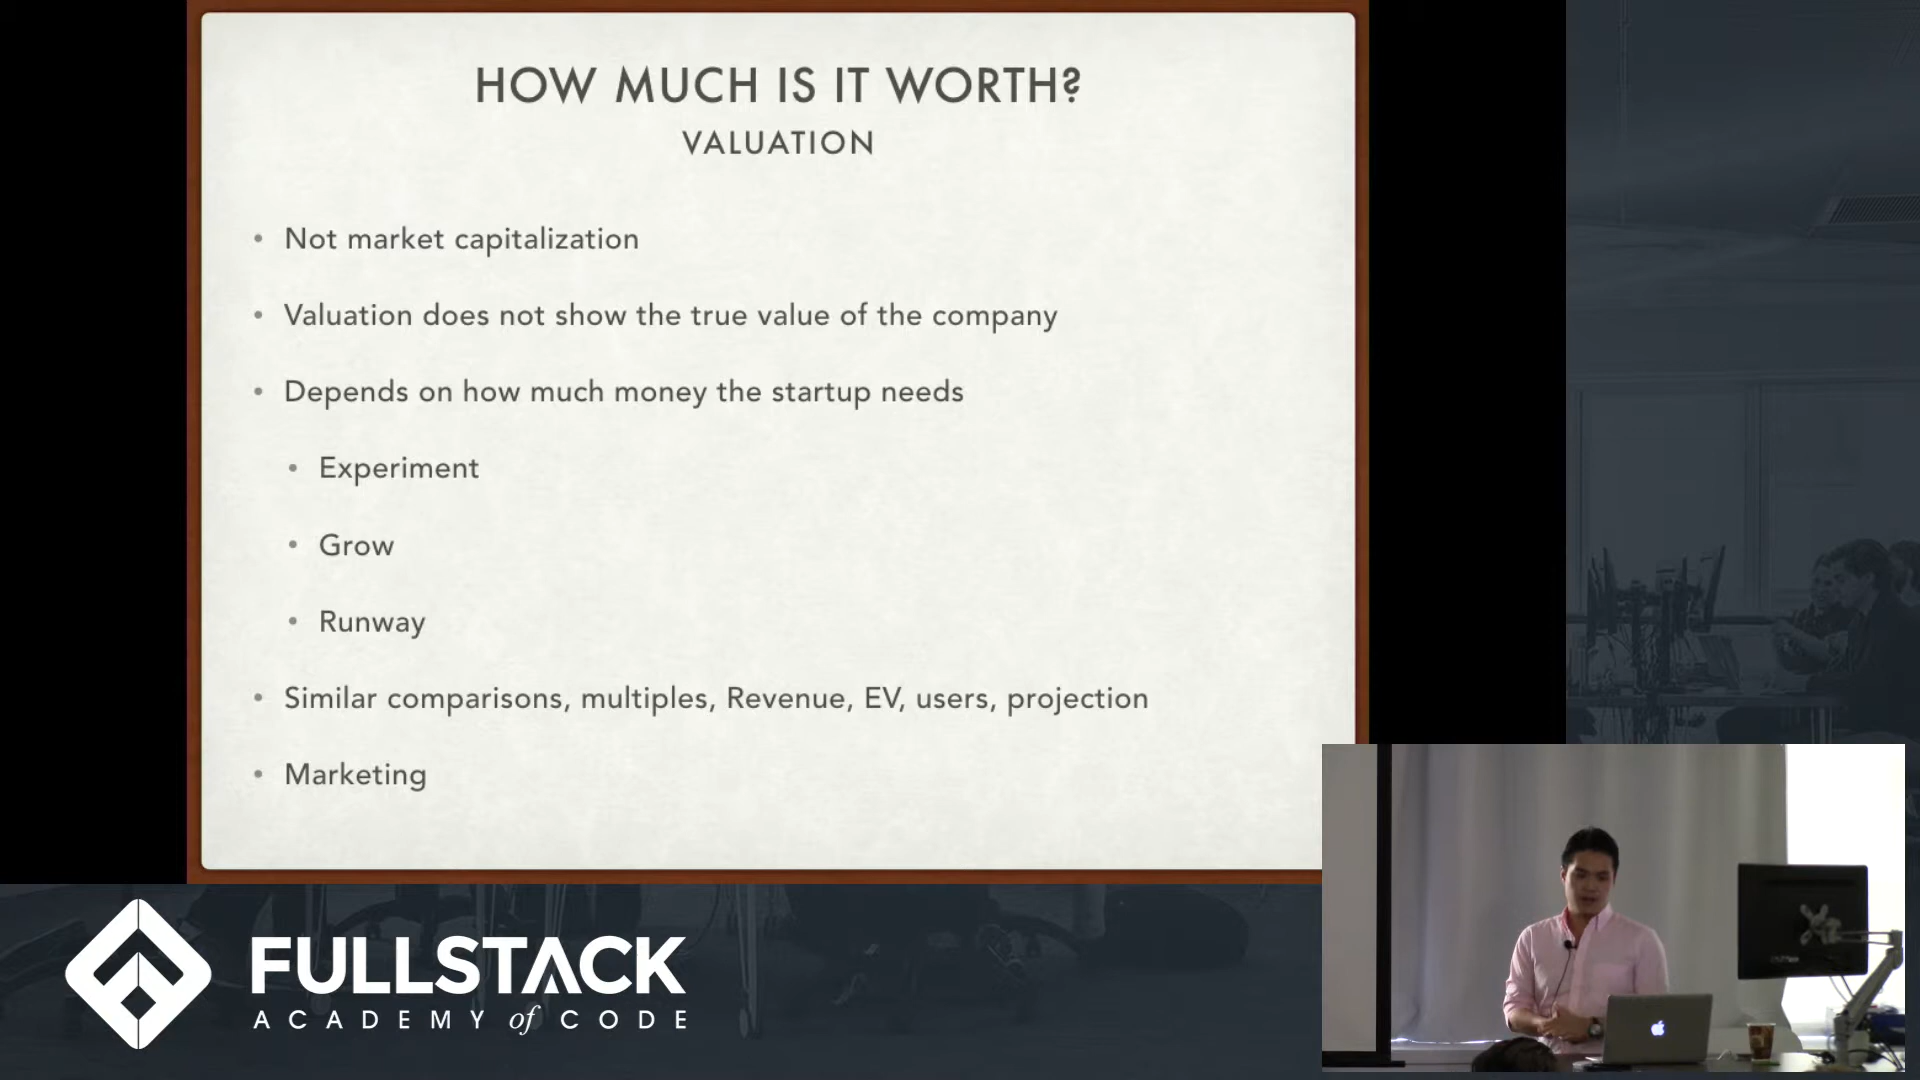 HOW MUCH IS IT WORTH?
VALUATION
• Not market capitalization
• Valuation does not show the true value of the company
• Depends on how much money the startup needs
• Experiment
• Grow
• Runway
• Similar comparisons, multiples, Revenue, EV, users, projection
• Marketing
FULLSTACK
ACADEMY of CODE